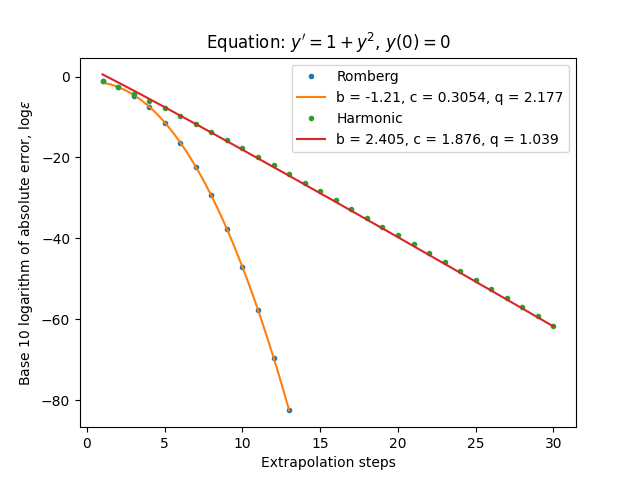 Equation: y′ = 1 + y², y(0) = 0
Base 10 logarithm of absolute error, logε
0
−20
−40
−60
−80
Romberg
b = -1.21, c = 0.3054, q = 2.177
Harmonic
b = 2.405, c = 1.876, q = 1.039
0 5 10 15 20 25 30
Extrapolation steps